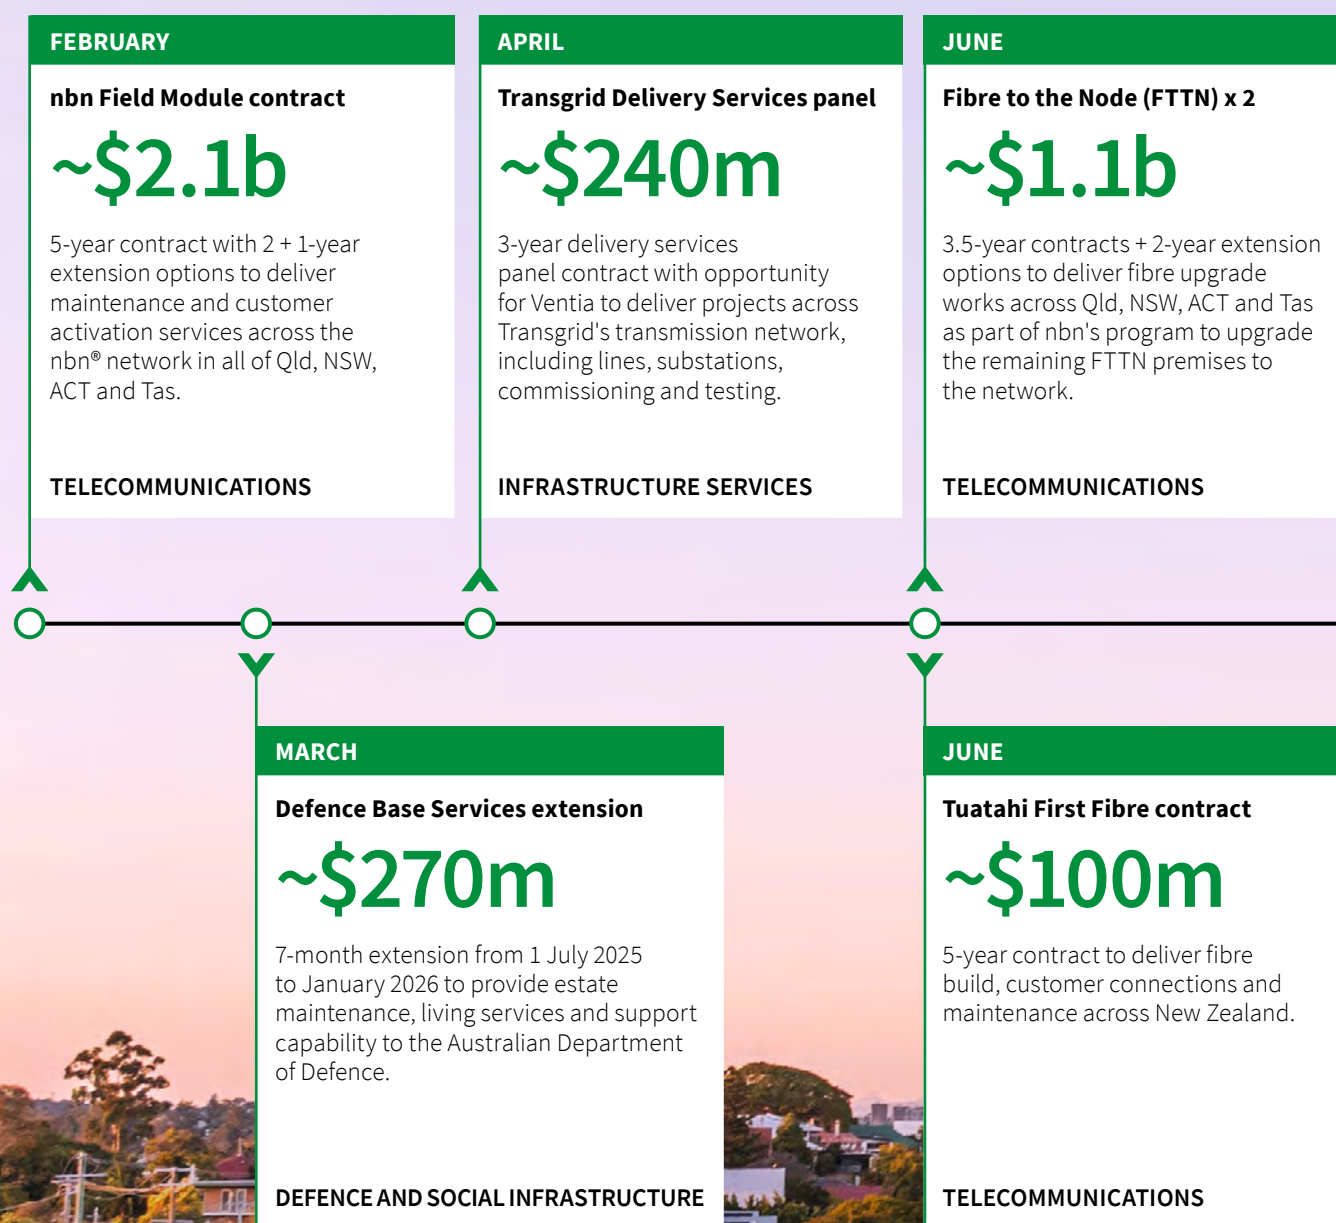 FEBRUARY
nbn Field Module contract
~$2.1b
5-year contract with 2 + 1-year
extension options to deliver
maintenance and customer
activation services across the
nbn® network in all of Qld, NSW,
ACT and Tas.
TELECOMMUNICATIONS
APRIL
Transgrid Delivery Services panel
~$240m
3-year delivery services
panel contract with opportunity
for Ventia to deliver projects across
Transgrid's transmission network,
including lines, substations,
commissioning and testing.
INFRASTRUCTURE SERVICES
JUNE
Fibre to the Node (FTTN) x 2
~$1.1b
3.5-year contracts + 2-year extension
options to deliver fibre upgrade
works across Qld, NSW, ACT and Tas
as part of nbn's program to upgrade
the remaining FTTN premises to
the network.
TELECOMMUNICATIONS
MARCH
Defence Base Services extension
~$270m
7-month extension from 1 July 2025
to January 2026 to provide estate
maintenance, living services and support
capability to the Australian Department
of Defence.
DEFENCE AND SOCIAL INFRASTRUCTURE
JUNE
Tuatahi First Fibre contract
~$100m
5-year contract to deliver fibre
build, customer connections and
maintenance across New Zealand.
TELECOMMUNICATIONS